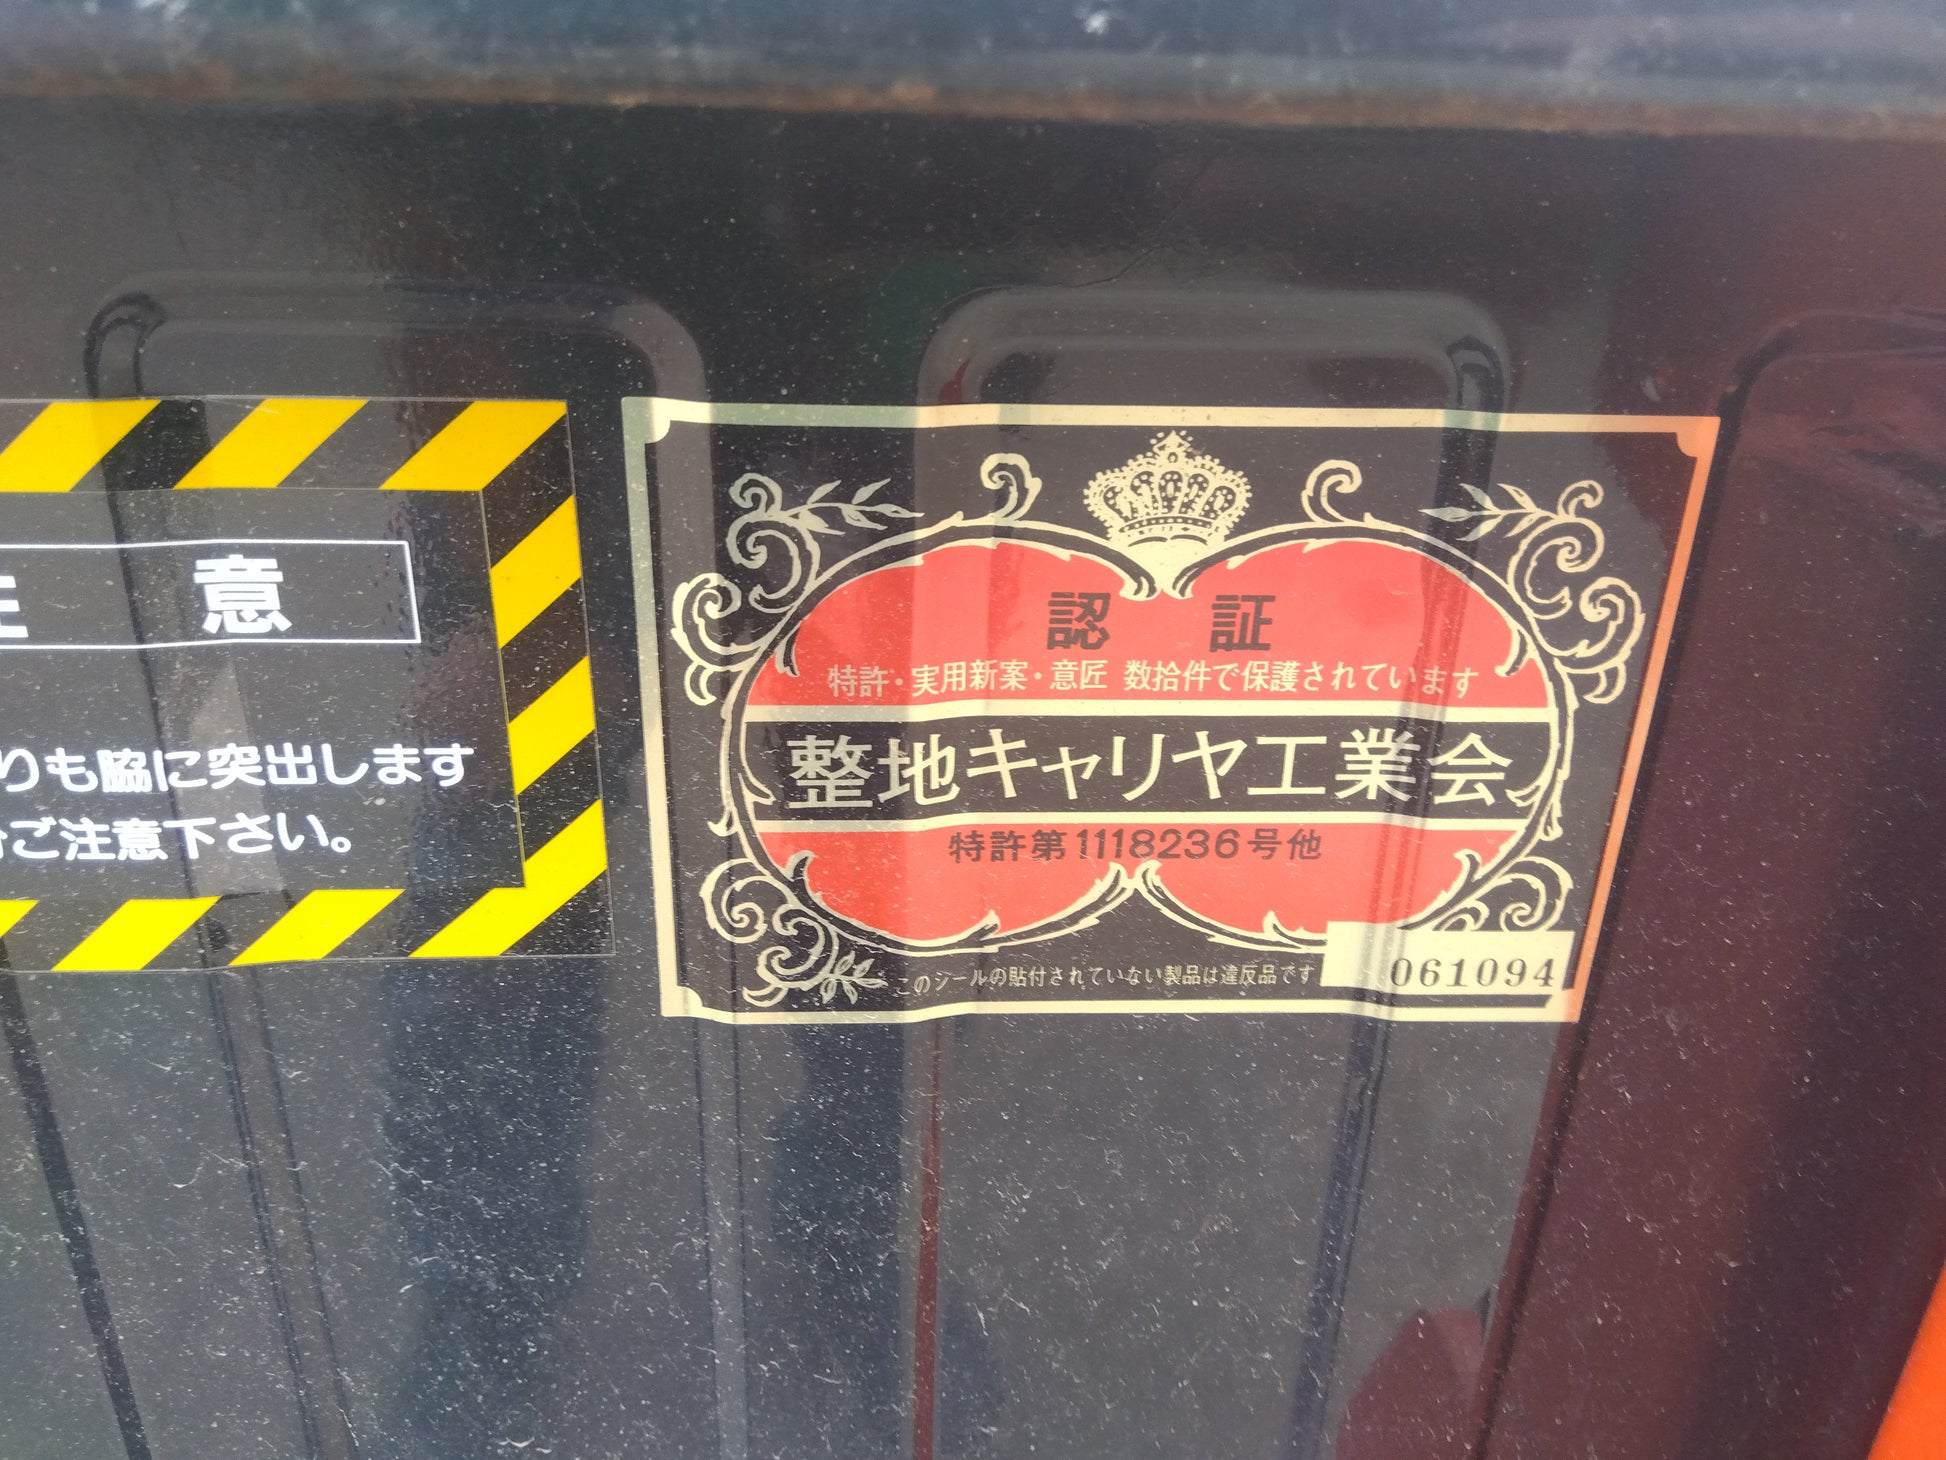 意
りも脇に突出します
ご注意下さい。
認証
特許・実用新案・意匠 数拾件で保護されています
整地キャリヤ工業会
特許第1118236号他
このシールの貼付されていない製品は違反品です
061094